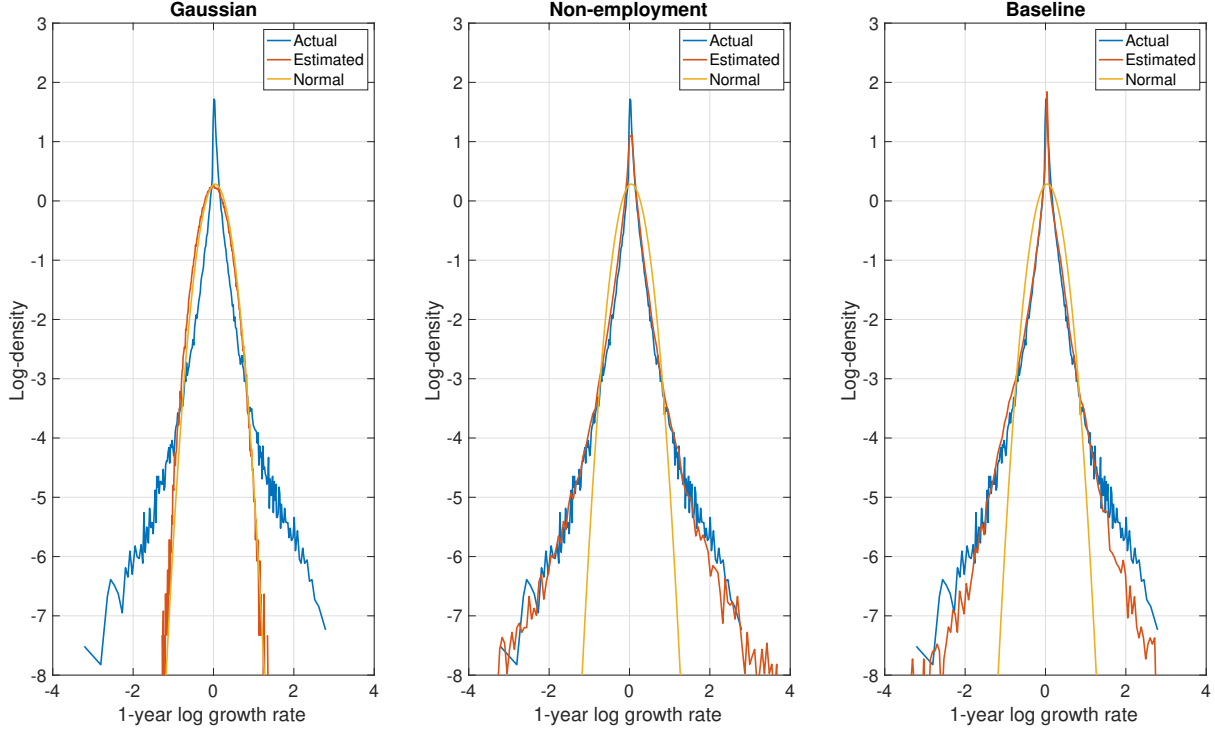 Gaussian
Log-density
3
2
1
0
-1
-2
-3
-4
-5
-6
-7
-8
Actual
Estimated
Normal
-4 -2 0 2 4
1-year log growth rate
Non-employment
Log-density
3
2
1
0
-1
-2
-3
-4
-5
-6
-7
-8
Actual
Estimated
Normal
-4 -2 0 2 4
1-year log growth rate
Baseline
Log-density
3
2
1
0
-1
-2
-3
-4
-5
-6
-7
-8
Actual
Estimated
Normal
-4 -2 0 2 4
1-year log growth rate